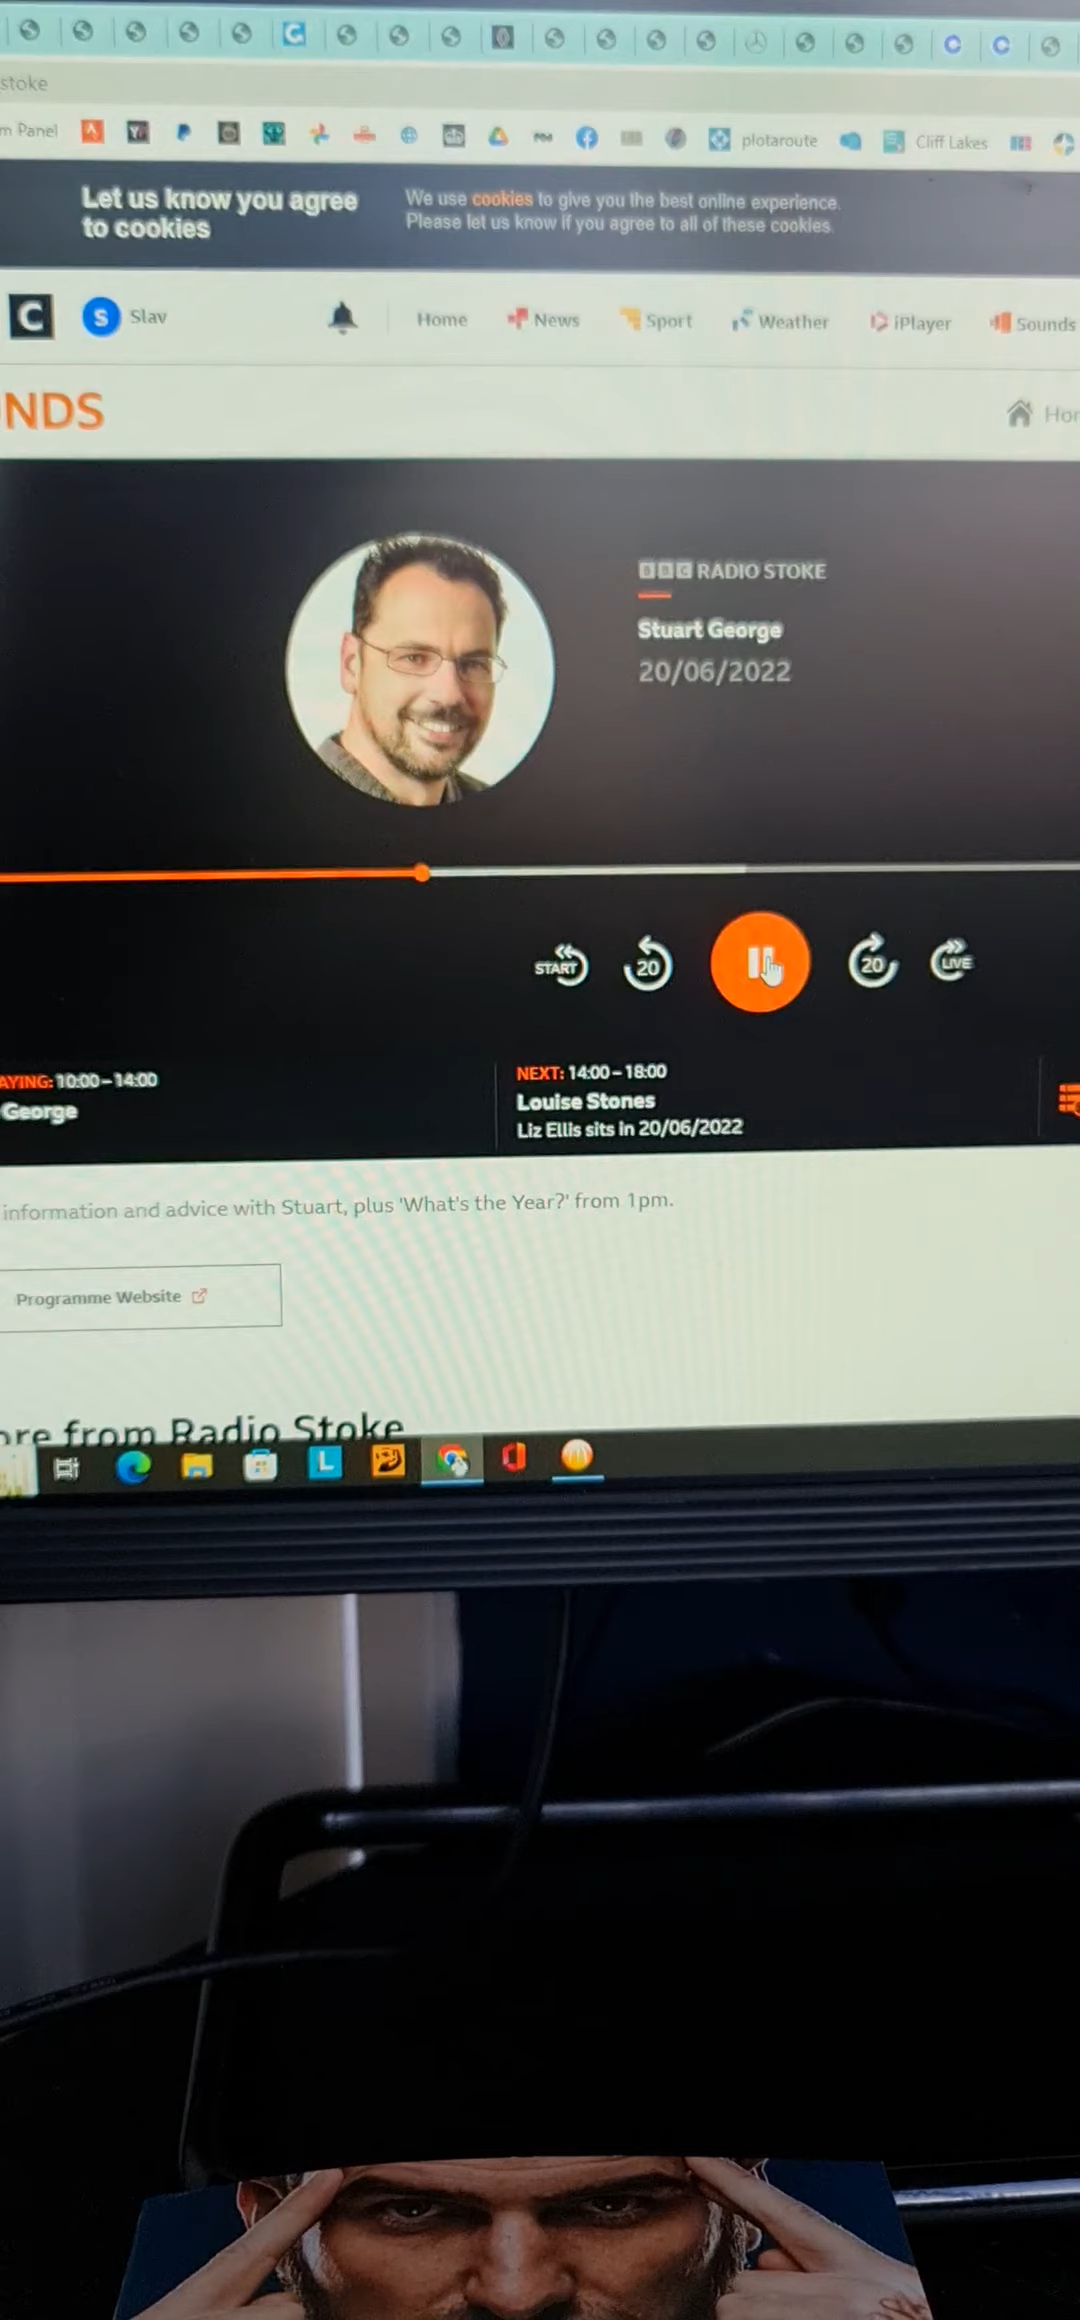 stoke
m Panel
plotaroute
Cliff Lakes
Let us know you agree
to cookies
We use cookies to give you the best online experience.
Please let us know if you agree to all of these cookies.
C
S
Slav
Home
News
Sport
Weather
iPlayer
Sounds
NDS
Hor
BBC RADIO STOKE
Stuart George
20/06/2022
START
20
20
LIVE
AYING: 10:00 – 14:00
George
NEXT: 14:00 – 18:00
Louise Stones
Liz Ellis sits in 20/06/2022
information and advice with Stuart, plus 'What's the Year?' from 1pm.
Programme Website
ore from Radio Stoke
L